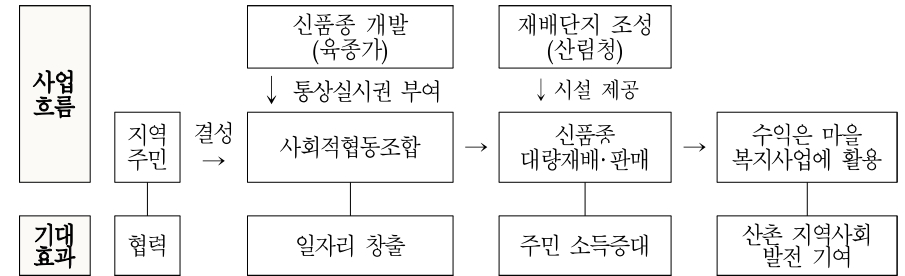 신품종 개발
(육종가)
재배단지 조성
(산림청)
사업
흐름
↓ 통상실시권 부여
↓ 시설 제공
지역
주민
결성
→
사회적협동조합
→
신품종
대량재배·판매
→
수익은 마을
복지사업에 활용
기대
효과
협력
일자리 창출
주민 소득증대
산촌 지역사회
발전 기여